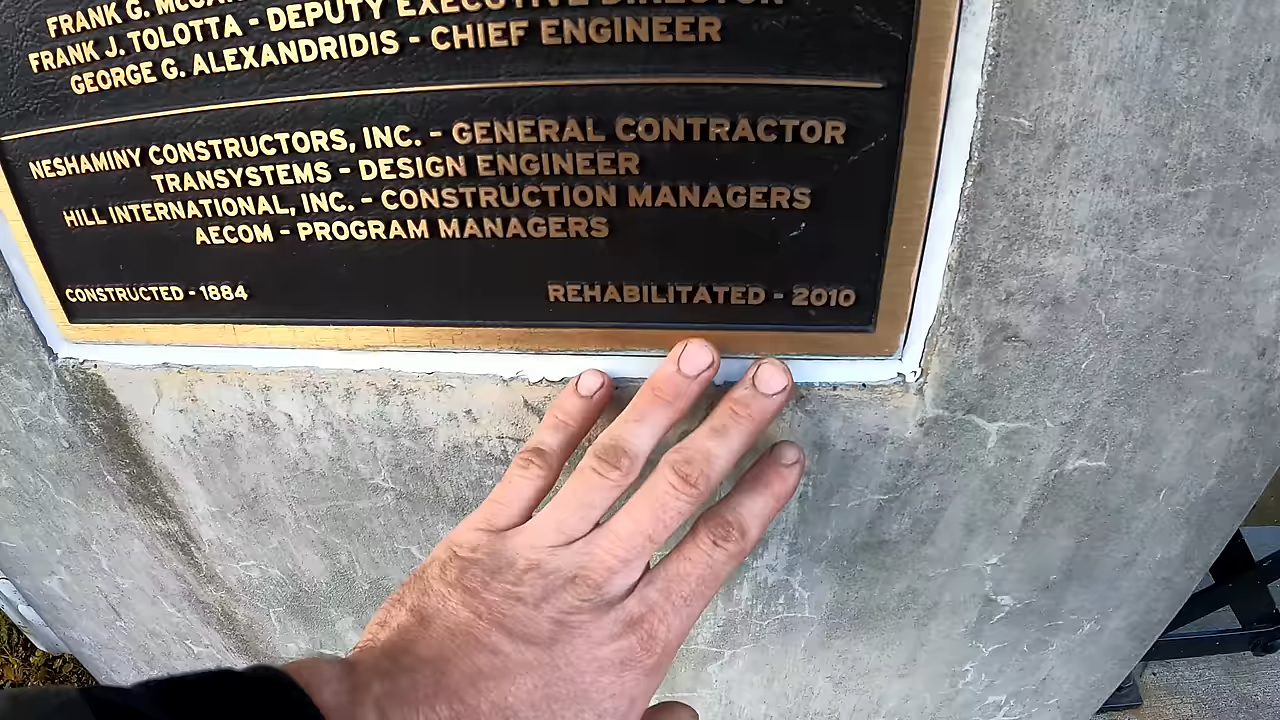 FRANK G.
FRANK J. TOLOTTA - DEPUTY EXECUTIVE DIRECTOR
GEORGE G. ALEXANDRIDIS - CHIEF ENGINEER
NESHAMINY CONSTRUCTORS, INC. - GENERAL CONTRACTOR
TRANSYSTEMS - DESIGN ENGINEER
HILL INTERNATIONAL, INC. - CONSTRUCTION MANAGERS
AECOM - PROGRAM MANAGERS
CONSTRUCTED - 1884 REHABILITATED - 2010